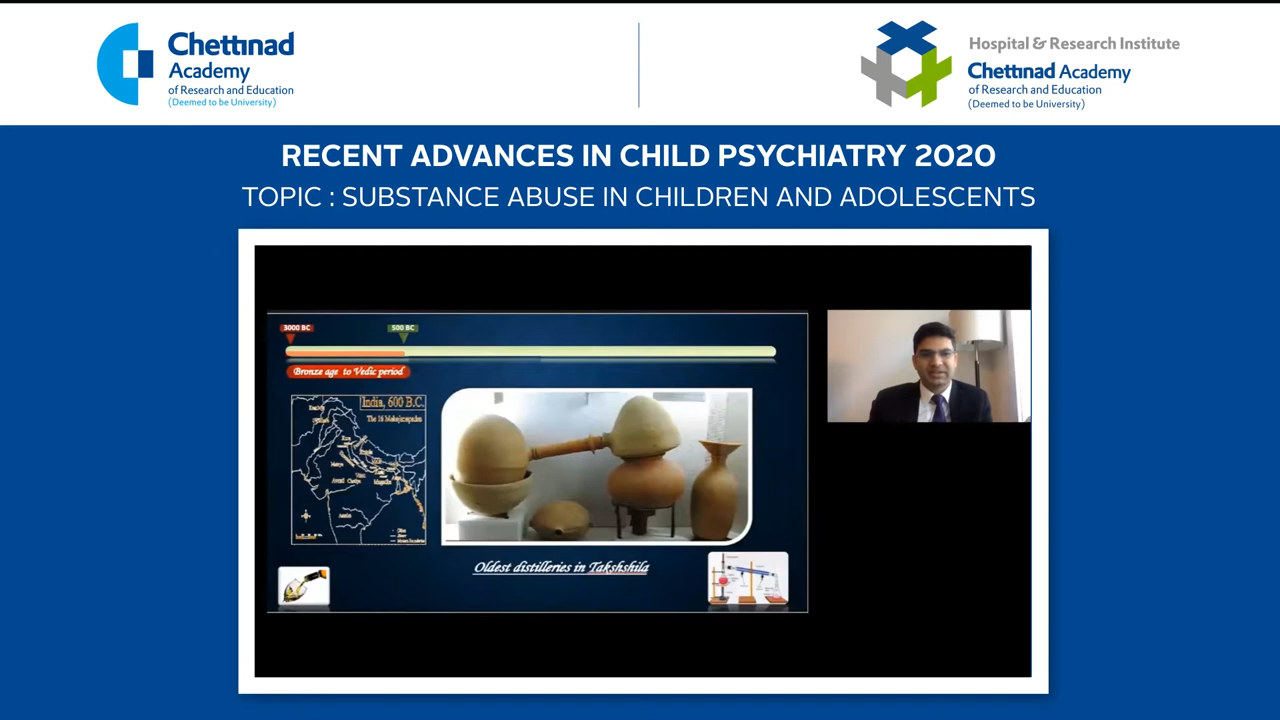 Chettinad
Academy
of Research and Education
(Deemed to be University)
Hospital & Research Institute
Chettinad Academy
of Research and Education
(Deemed to be University)
RECENT ADVANCES IN CHILD PSYCHIATRY 2020
TOPIC : SUBSTANCE ABUSE IN CHILDREN AND ADOLESCENTS
3000 BC
500 BC
Bronze age to Vedic period
India, 600 B.C.
The 16 Mahajanapadas
Oldest distilleries in Takshshila